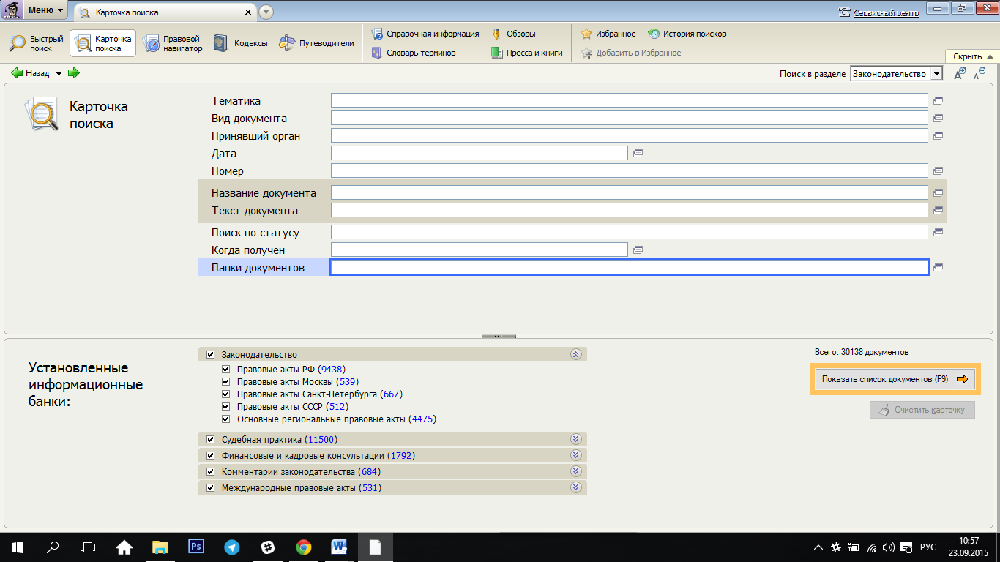 Меню
Карточка поиска
Сервисный центр
Быстрый
поиск
Карточка
поиска
Правовой
навигатор
Кодексы
Путеводители
Справочная информация
Словарь терминов
Обзоры
Пресса и книги
Избранное
История поисков
Добавить в Избранное
Скрыть
Назад
Поиск в разделе
Законодательство
Карточка
поиска
Тематика
Вид документа
Принявший орган
Дата
Номер
Название документа
Текст документа
Поиск по статусу
Когда получен
Папки документов
Установленные
информационные
банки:
Законодательство
Правовые акты РФ (9438)
Правовые акты Москвы (539)
Правовые акты Санкт-Петербурга (667)
Правовые акты СССР (512)
Основные региональные правовые акты (4475)
Судебная практика (11500)
Финансовые и кадровые консультации (1792)
Комментарии законодательства (684)
Международные правовые акты (531)
Всего: 30138 документов
Показать список документов (F9)
Очистить карточку
Ps
РУС
10:57
23.09.2015